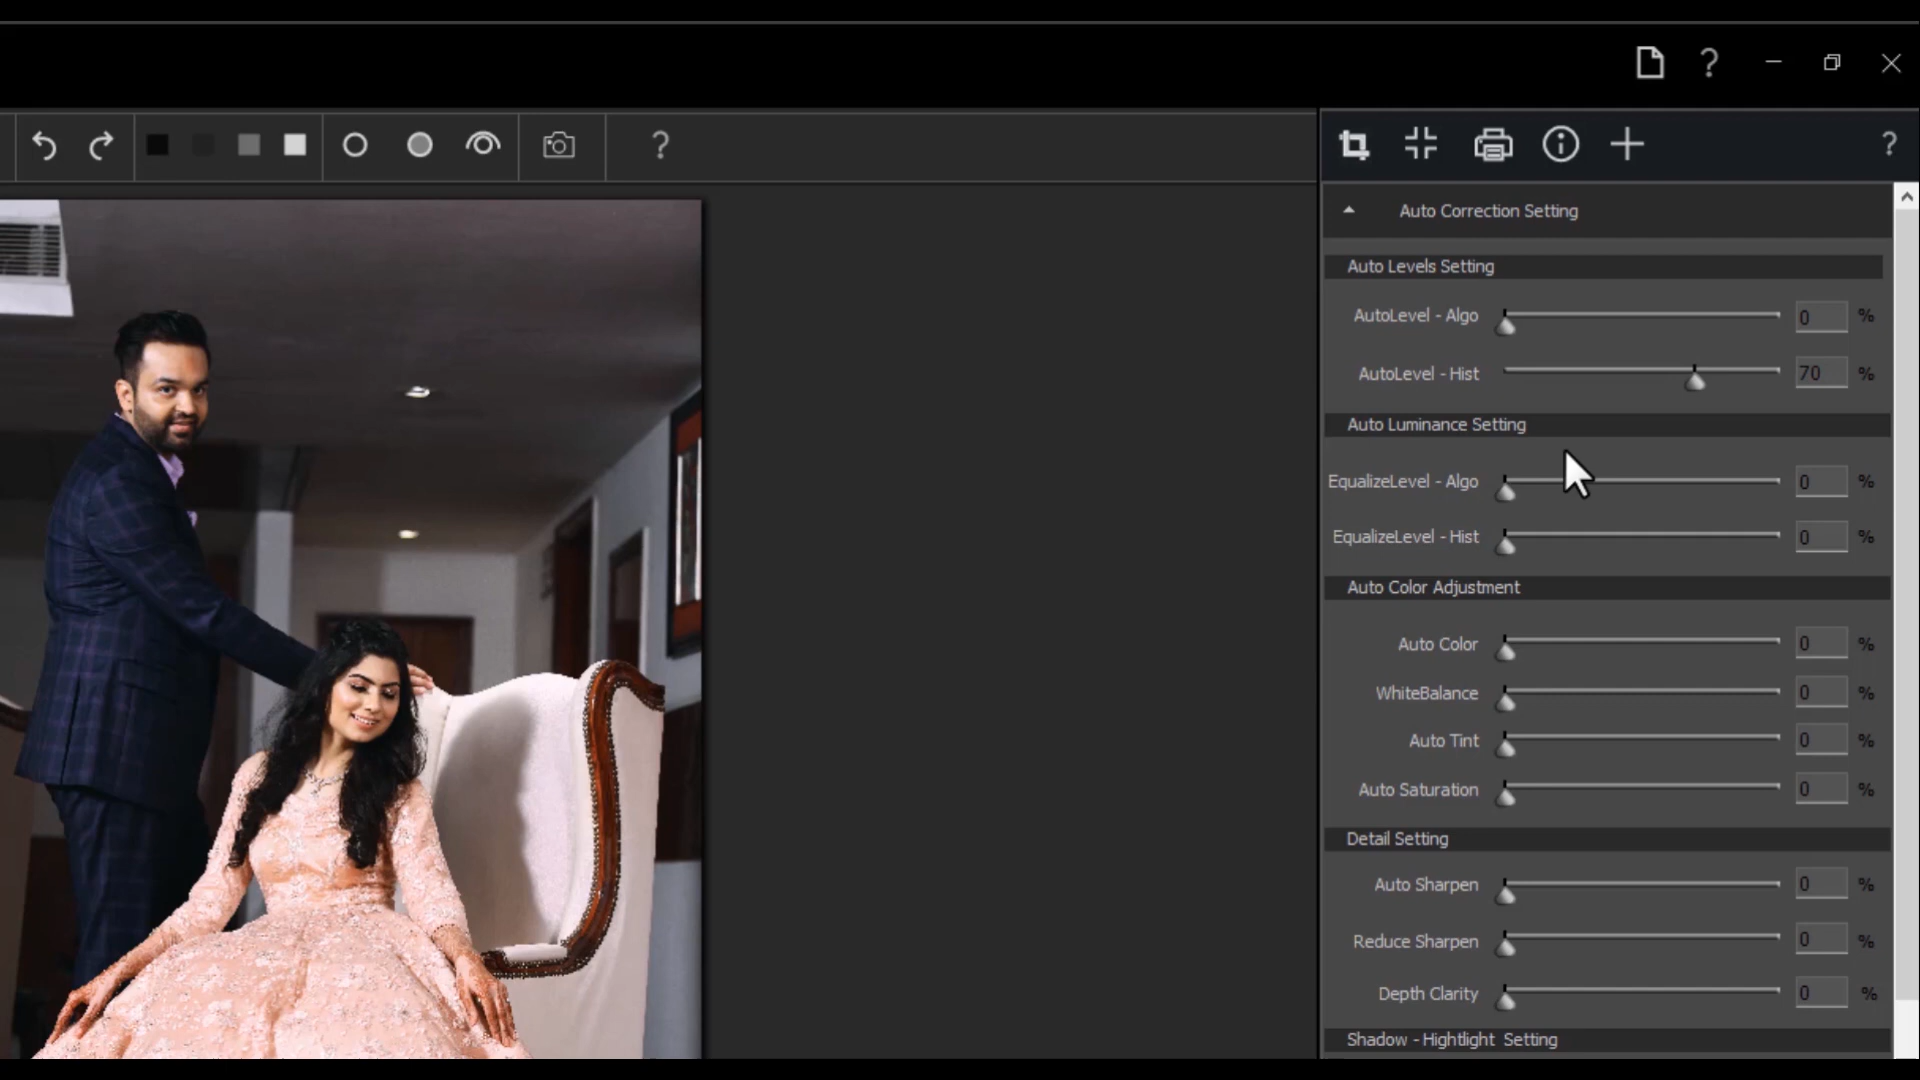 ?
?
?
Auto Correction Setting
Auto Levels Setting
AutoLevel - Algo 0 %
AutoLevel - Hist 70 %
Auto Luminance Setting
EqualizeLevel - Algo 0 %
EqualizeLevel - Hist 0 %
Auto Color Adjustment
Auto Color 0 %
WhiteBalance 0 %
Auto Tint 0 %
Auto Saturation 0 %
Detail Setting
Auto Sharpen 0 %
Reduce Sharpen 0 %
Depth Clarity 0 %
Shadow - Hightlight Setting